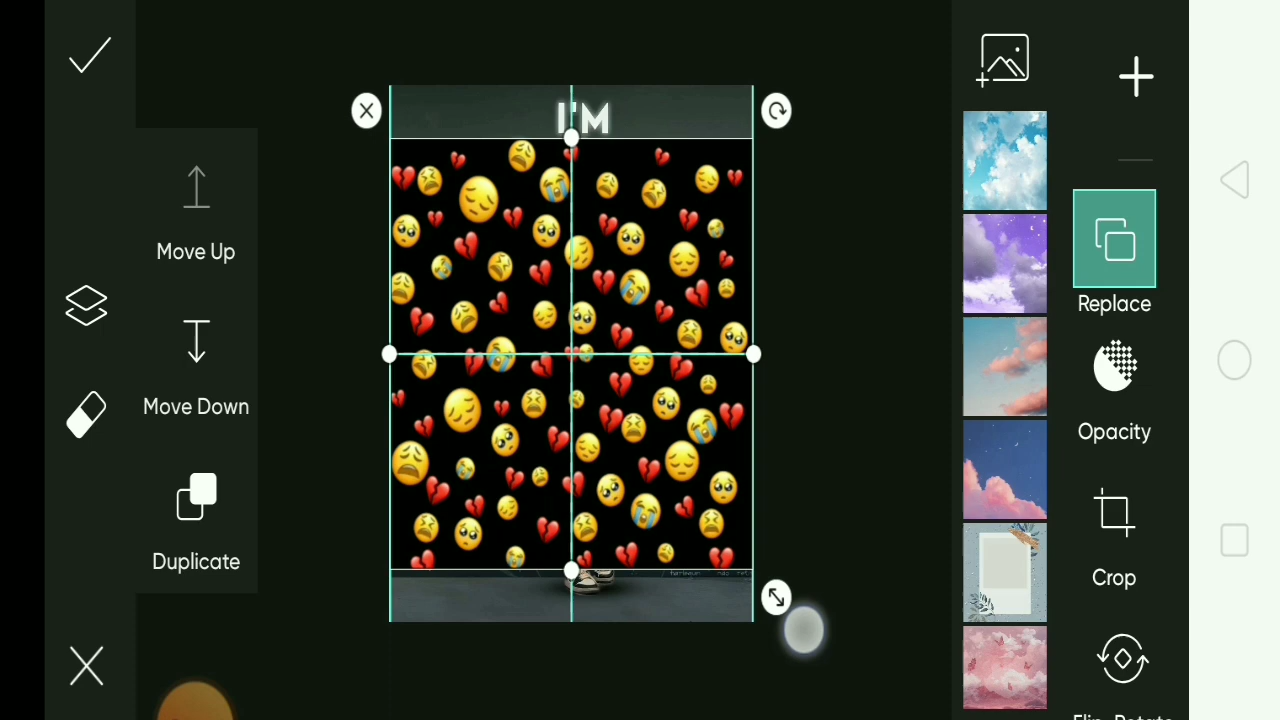 I'M
Move Up
Replace
Move Down
Opacity
Duplicate
Crop